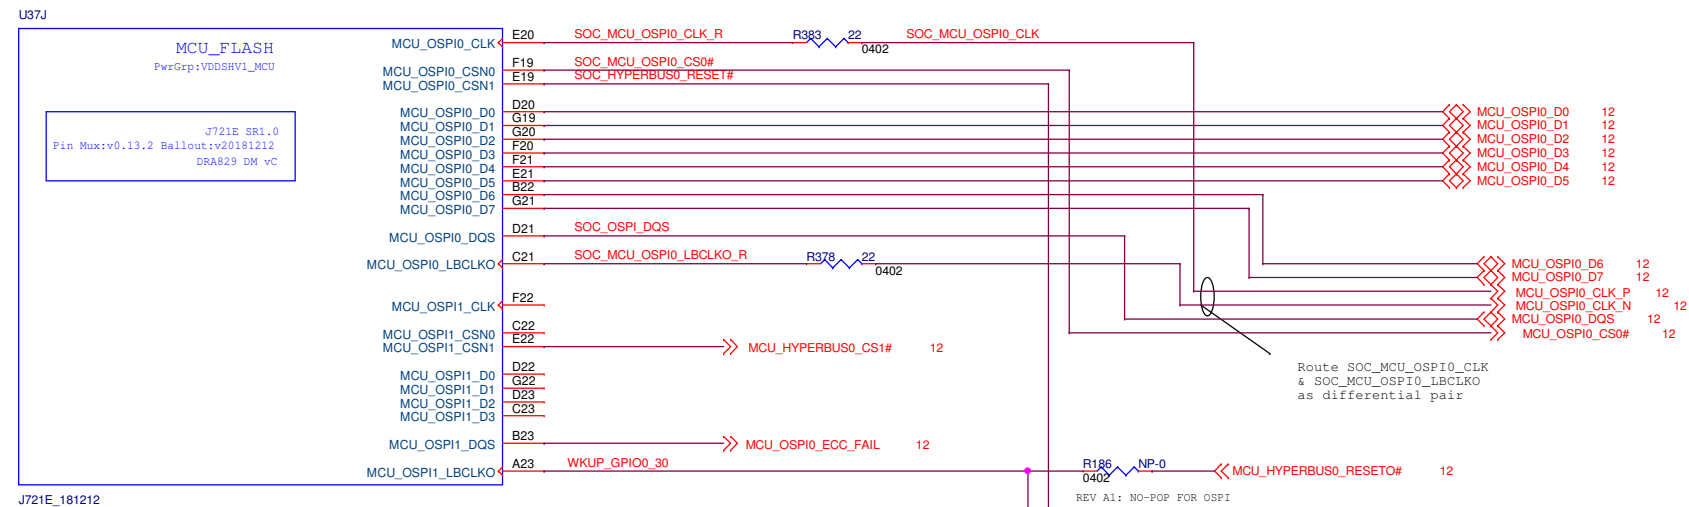 U37J
MCU_FLASH
PwrGrp:VDDSHV1_MCU
J721E SR1.0
Pin Mux:v0.13.2 Ballout:v20181212
DRA829 DM vC
MCU_OSPI0_CLK E20 SOC_MCU_OSPI0_CLK_R R383 22 0402 SOC_MCU_OSPI0_CLK
MCU_OSPI0_CSN0 F19 SOC_MCU_OSPI0_CS0#
MCU_OSPI0_CSN1 E19 SOC_HYPERBUS0_RESET#
MCU_OSPI0_D0 D20 MCU_OSPI0_D0 12
MCU_OSPI0_D1 G19 MCU_OSPI0_D1 12
MCU_OSPI0_D2 G20 MCU_OSPI0_D2 12
MCU_OSPI0_D3 F20 MCU_OSPI0_D3 12
MCU_OSPI0_D4 F21 MCU_OSPI0_D4 12
MCU_OSPI0_D5 E21 MCU_OSPI0_D5 12
MCU_OSPI0_D6 B22
MCU_OSPI0_D7 G21
MCU_OSPI0_DQS D21 SOC_OSPI_DQS
MCU_OSPI0_LBCLKO C21 SOC_MCU_OSPI0_LBCLKO_R R378 22 0402
MCU_OSPI0_D6 12
MCU_OSPI0_D7 12
MCU_OSPI0_CLK_P 12
MCU_OSPI0_CLK_N 12
MCU_OSPI0_DQS 12
MCU_OSPI0_CS0# 12
MCU_OSPI1_CLK F22
MCU_OSPI1_CSN0 C22
MCU_OSPI1_CSN1 E22 MCU_HYPERBUS0_CS1# 12
Route SOC_MCU_OSPI0_CLK
& SOC_MCU_OSPI0_LBCLKO
as differential pair
MCU_OSPI1_D0 D22
MCU_OSPI1_D1 G22
MCU_OSPI1_D2 D23
MCU_OSPI1_D3 C23
MCU_OSPI1_DQS B23 MCU_OSPI0_ECC_FAIL 12
MCU_OSPI1_LBCLKO A23 WKUP_GPIO0_30 R186 NP-0 0402 MCU_HYPERBUS0_RESETO# 12
REV A1: NO-POP FOR OSPI
J721E_181212